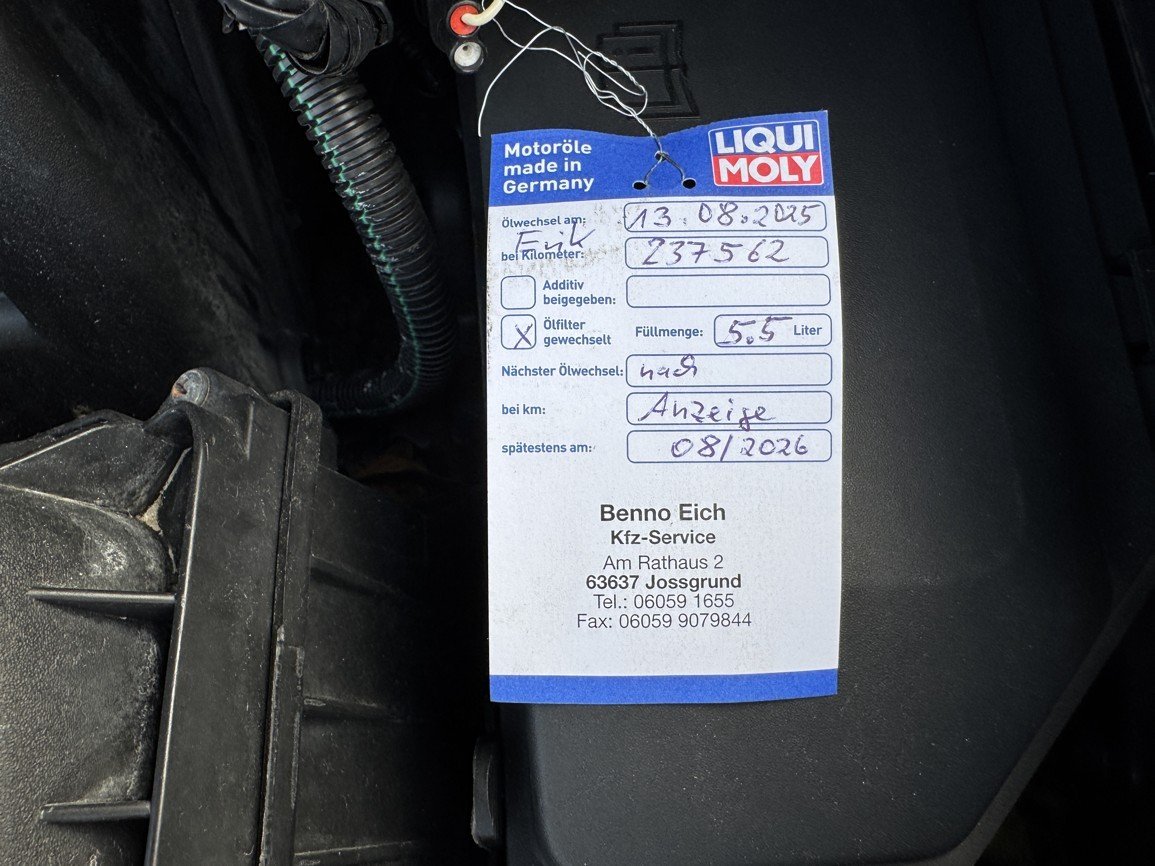 Motoröle
made in
Germany
LIQUI
MOLY
Ölwechsel am: 13.08.2025
Erik
bei Kilometer: 237562
Additiv
beigegeben:
X Ölfilter
gewechselt
Füllmenge: 5.5 Liter
Nächster Ölwechsel: nach
bei km: Anzeige
spätestens am: 08/2026
Benno Eich
Kfz-Service
Am Rathaus 2
63637 Jossgrund
Tel.: 06059 1655
Fax: 06059 9079844